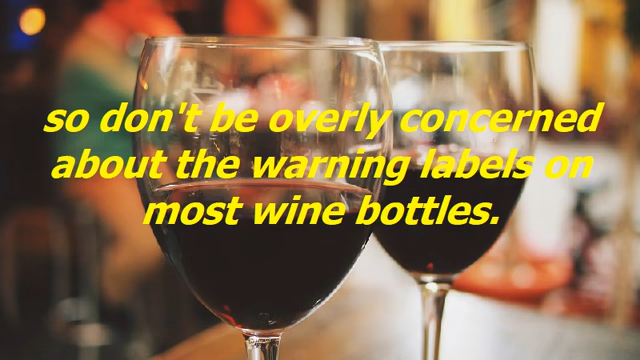 so don't be overly concerned
about the warning labels on
most wine bottles.